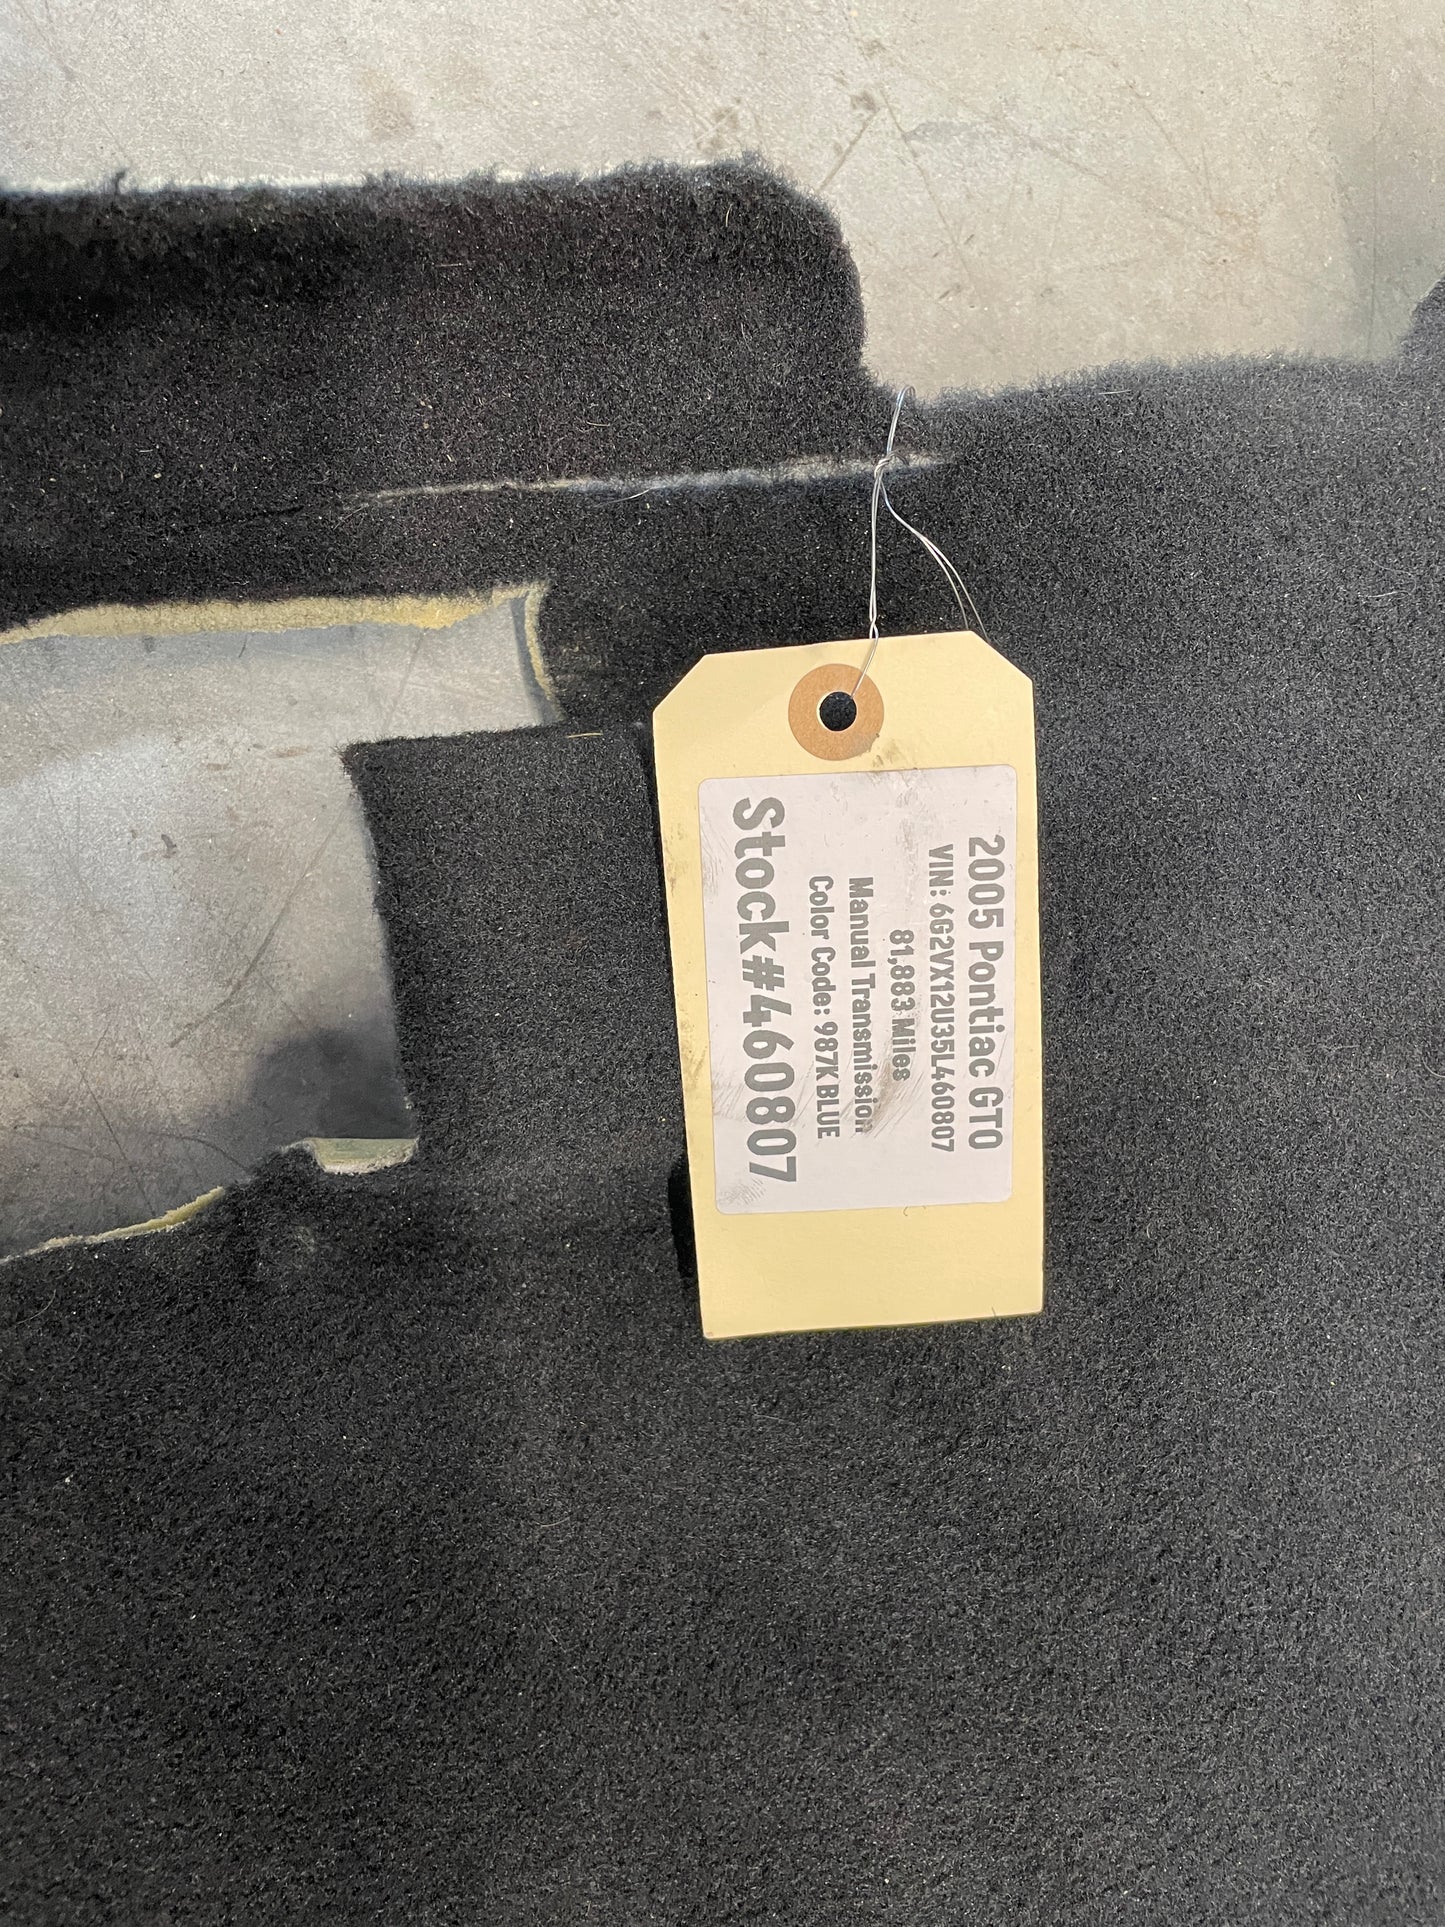 2005 Pontiac GTO
VIN: 6G2VX12U35L460807
81,883 Miles
Manual Transmission
Color Code: 987K BLUE
Stock#460807